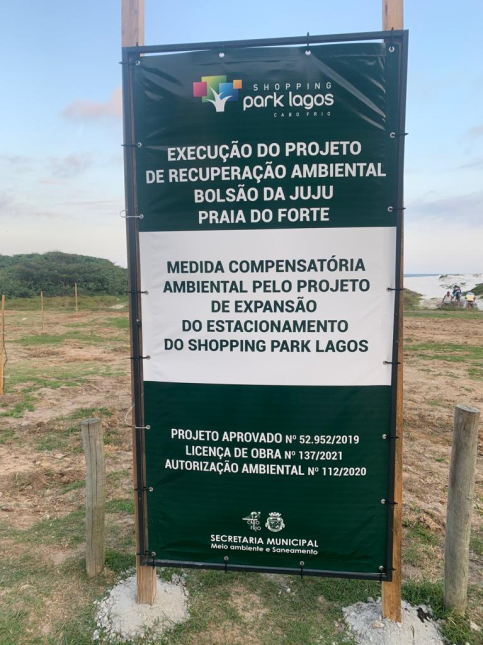 SHOPPING
park lagos
CABO FRIO
EXECUÇÃO DO PROJETO
DE RECUPERAÇÃO AMBIENTAL
BOLSÃO DA JUJU
PRAIA DO FORTE
MEDIDA COMPENSATÓRIA
AMBIENTAL PELO PROJETO
DE EXPANSÃO
DO ESTACIONAMENTO
DO SHOPPING PARK LAGOS
PROJETO APROVADO Nº 52.952/2019
LICENÇA DE OBRA Nº 137/2021
AUTORIZAÇÃO AMBIENTAL Nº 112/2020
CABO
FRIO
SECRETARIA MUNICIPAL
Meio ambiente e Saneamento